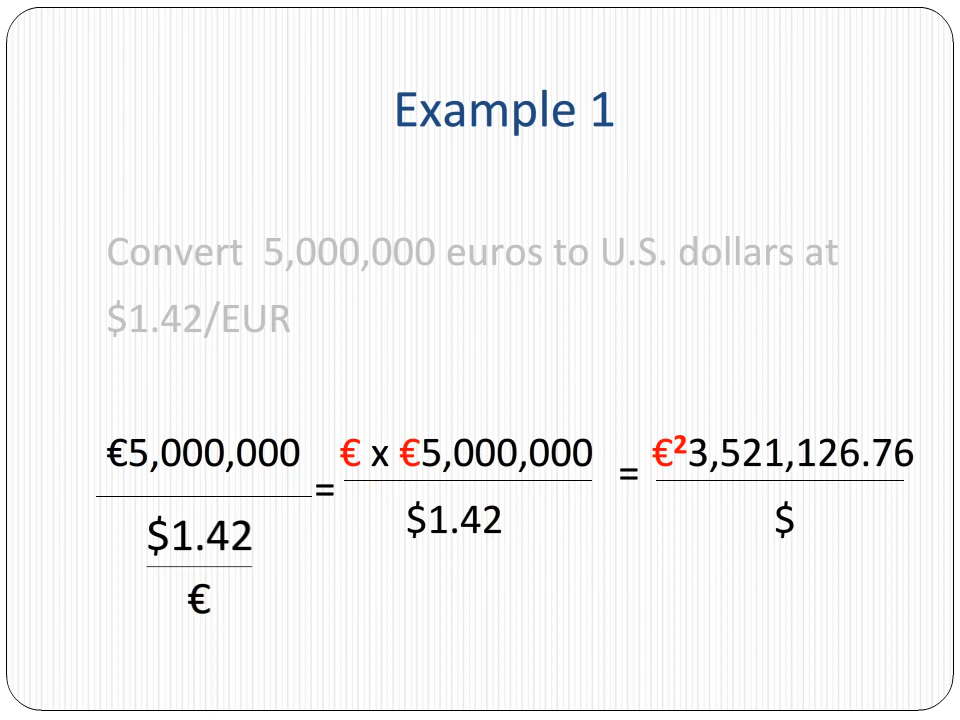 Example 1
Convert 5,000,000 euros to U.S. dollars at
$1.42/EUR
€5,000,000 = € x €5,000,000 = €²3,521,126.76
$1.42 $1.42 $
€